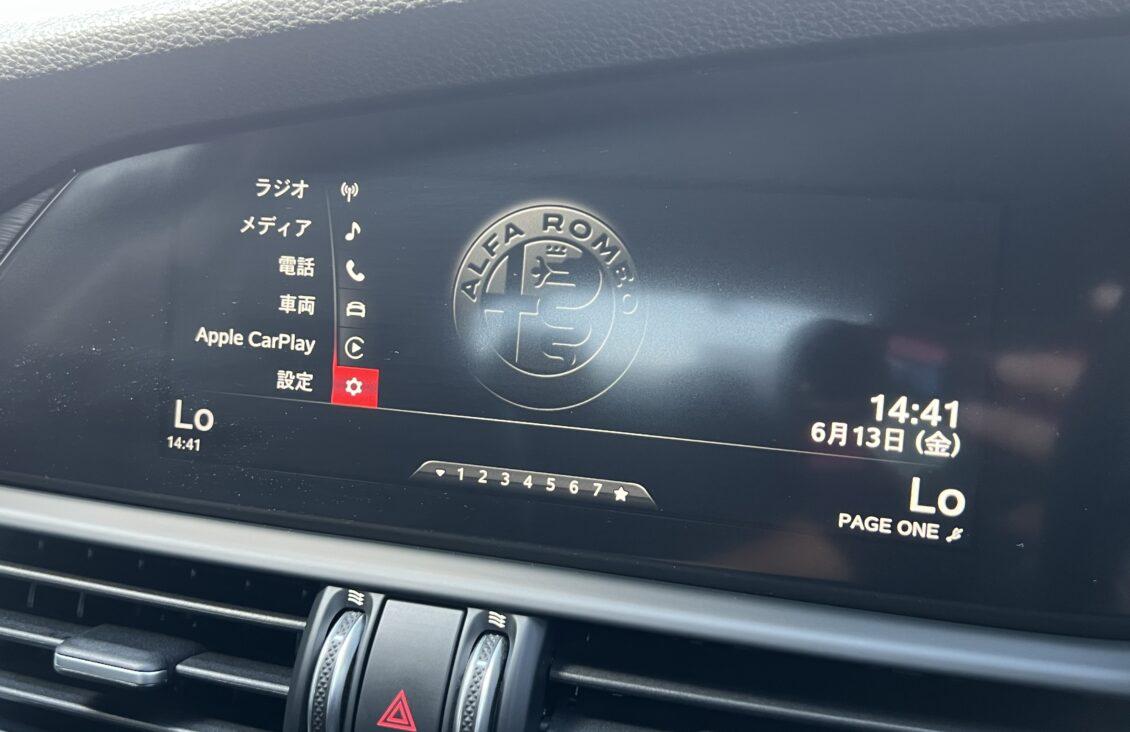 ラジオ
メディア
電話
車両
Apple CarPlay
設定
ALFA ROMEO
Lo
14:41
14:41
6月13日 (金)
1 2 3 4 5 6 7
Lo
PAGE ONE